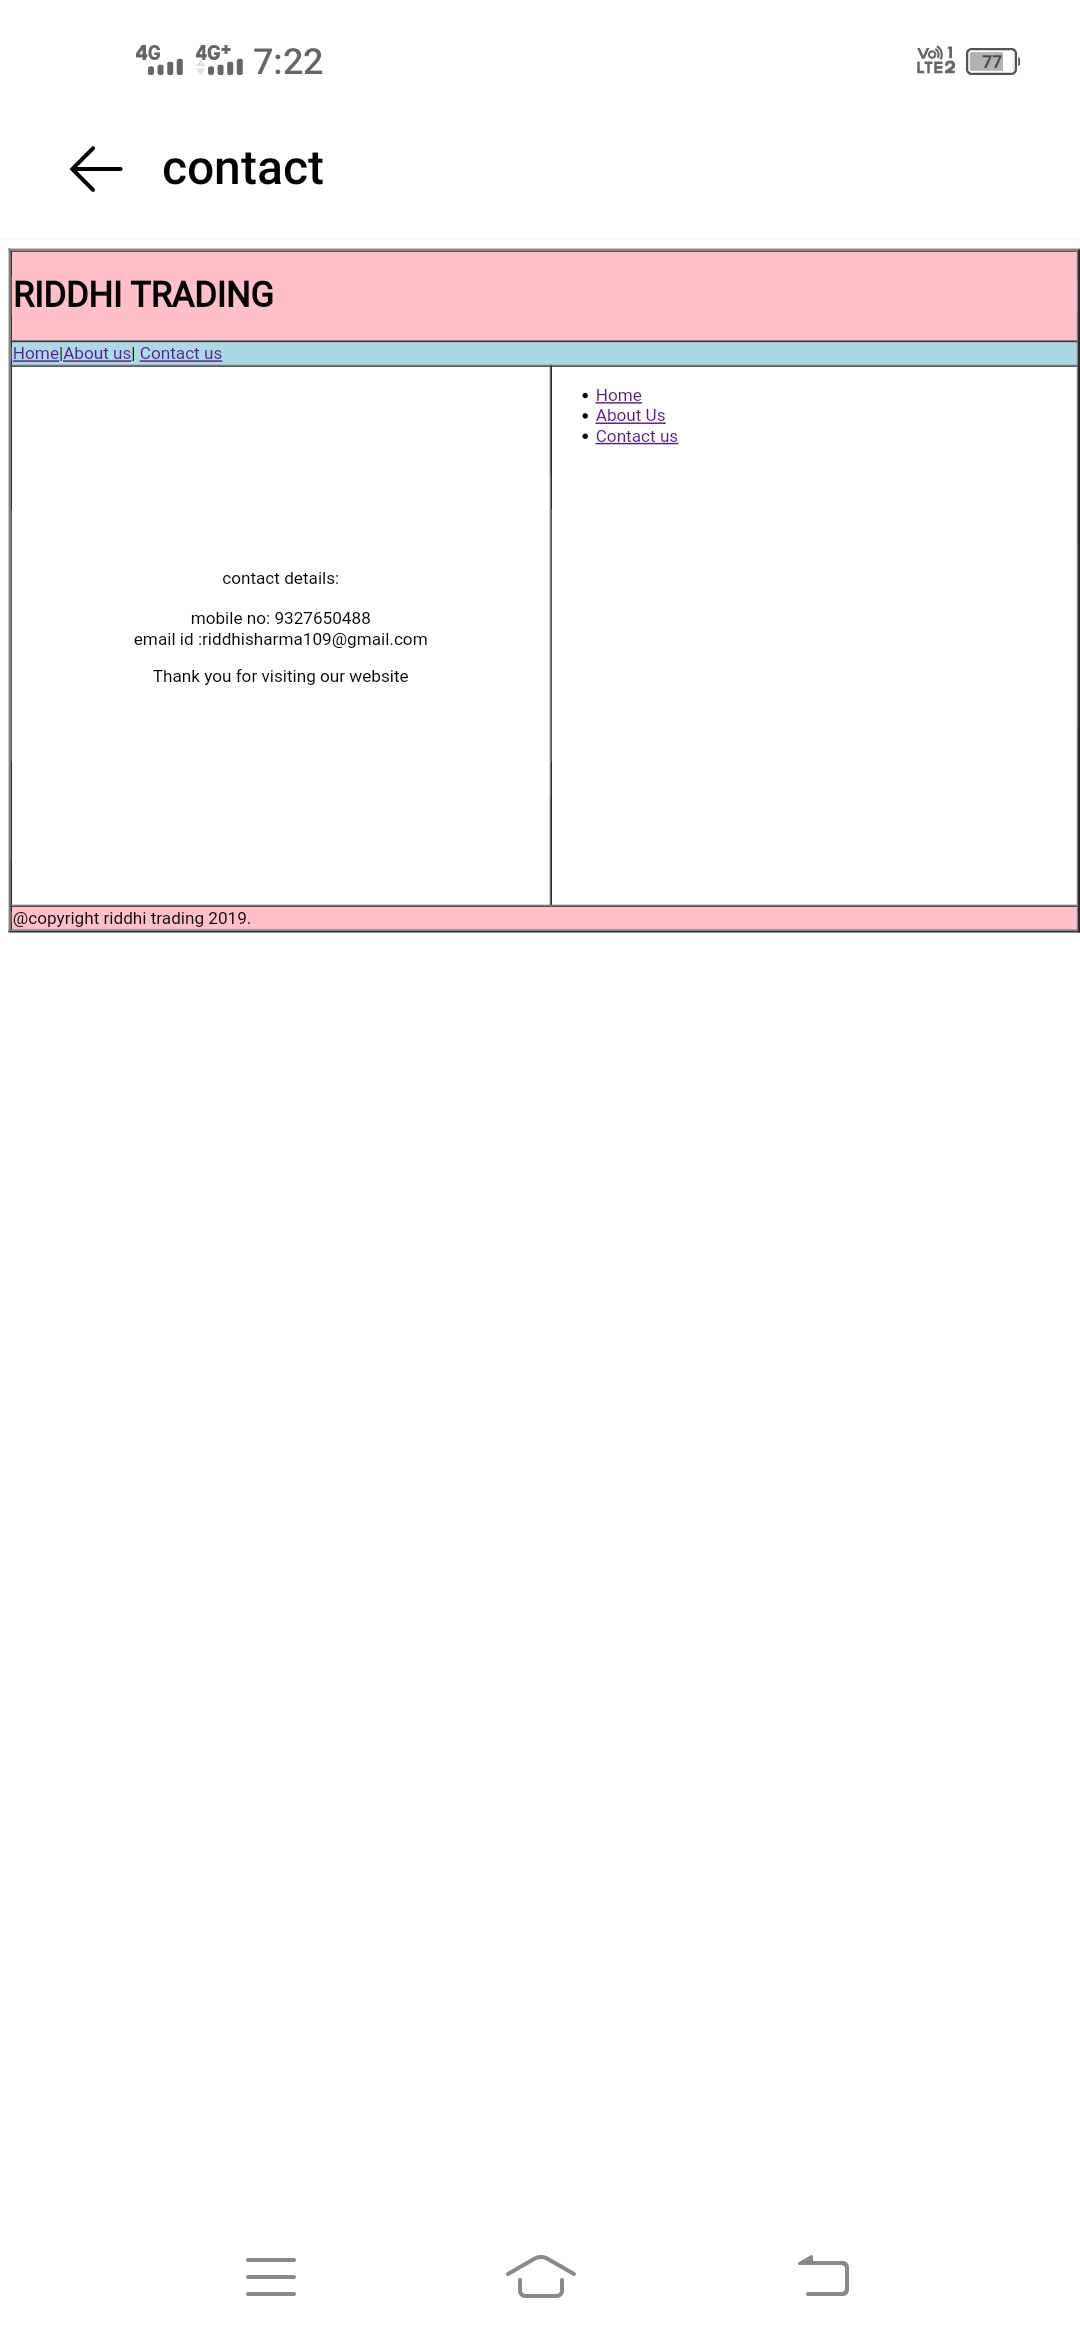 4G 4G+ 7:22 Vo) 1 LTE2 77
contact
RIDDHI TRADING
Home|About us| Contact us
• Home
• About Us
• Contact us
contact details:
mobile no: 9327650488
email id :riddhisharma109@gmail.com
Thank you for visiting our website
@copyright riddhi trading 2019.